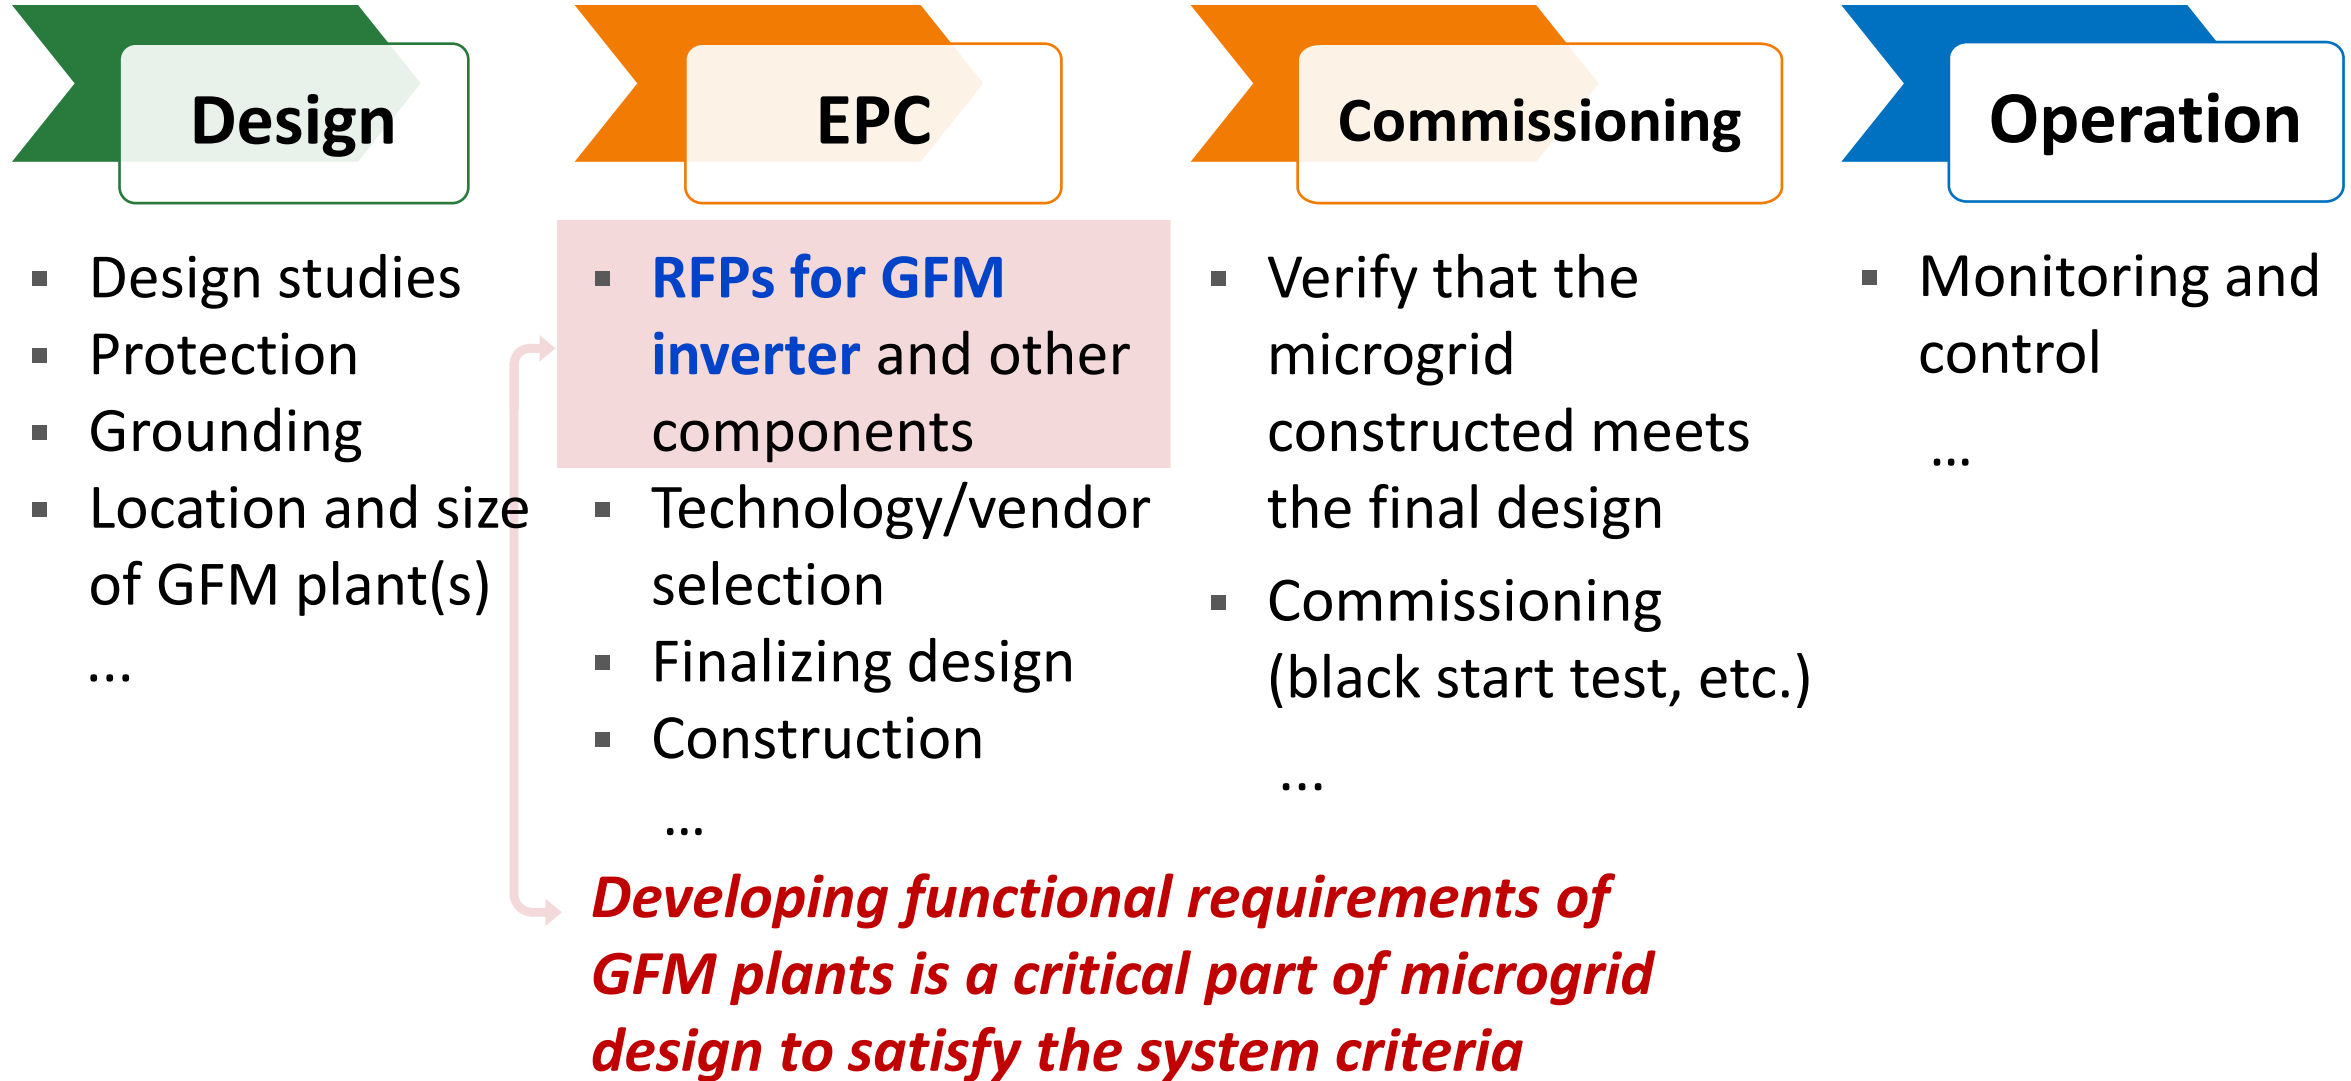 Design
▪ Design studies
▪ Protection
▪ Grounding
▪ Location and size
of GFM plant(s)
...
EPC
▪ RFPs for GFM
inverter and other
components
▪ Technology/vendor
selection
▪ Finalizing design
▪ Construction
...
Commissioning
▪ Verify that the
microgrid
constructed meets
the final design
▪ Commissioning
(black start test, etc.)
...
Operation
▪ Monitoring and
control
...
Developing functional requirements of
GFM plants is a critical part of microgrid
design to satisfy the system criteria